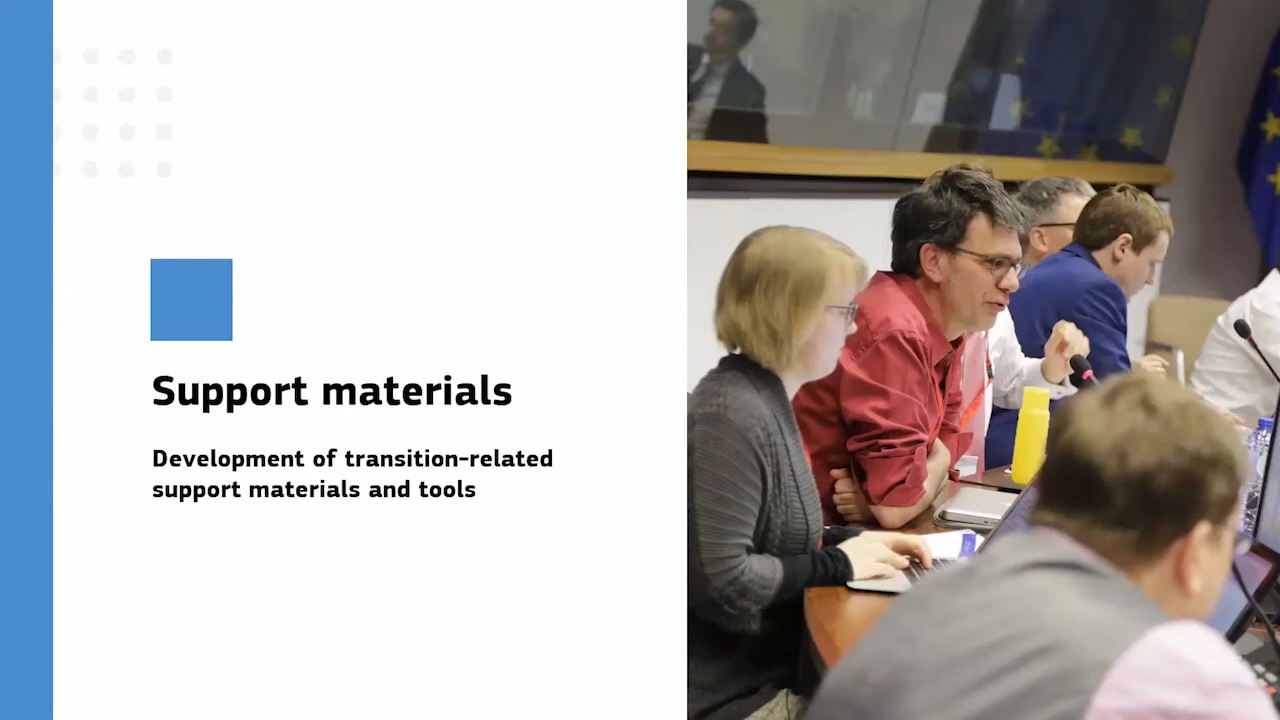 Support materials
Development of transition-related
support materials and tools